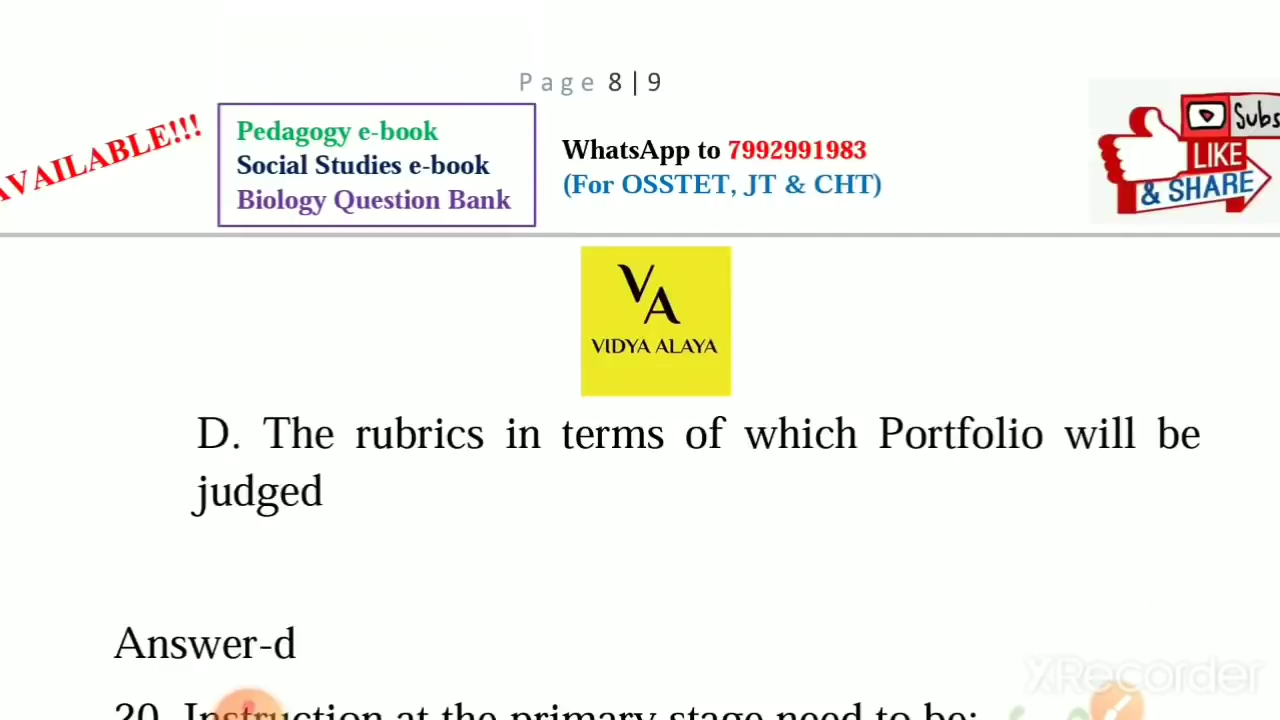 Page 8|9
AVAILABLE!!!
Pedagogy e-book
Social Studies e-book
Biology Question Bank
WhatsApp to 7992991983
(For OSSTET, JT & CHT)
Subs
LIKE
& SHARE
VA
VIDYA ALAYA
D. The rubrics in terms of which Portfolio will be
judged
Answer-d
20. Instruction at the primary stage need to be:
XRecorder